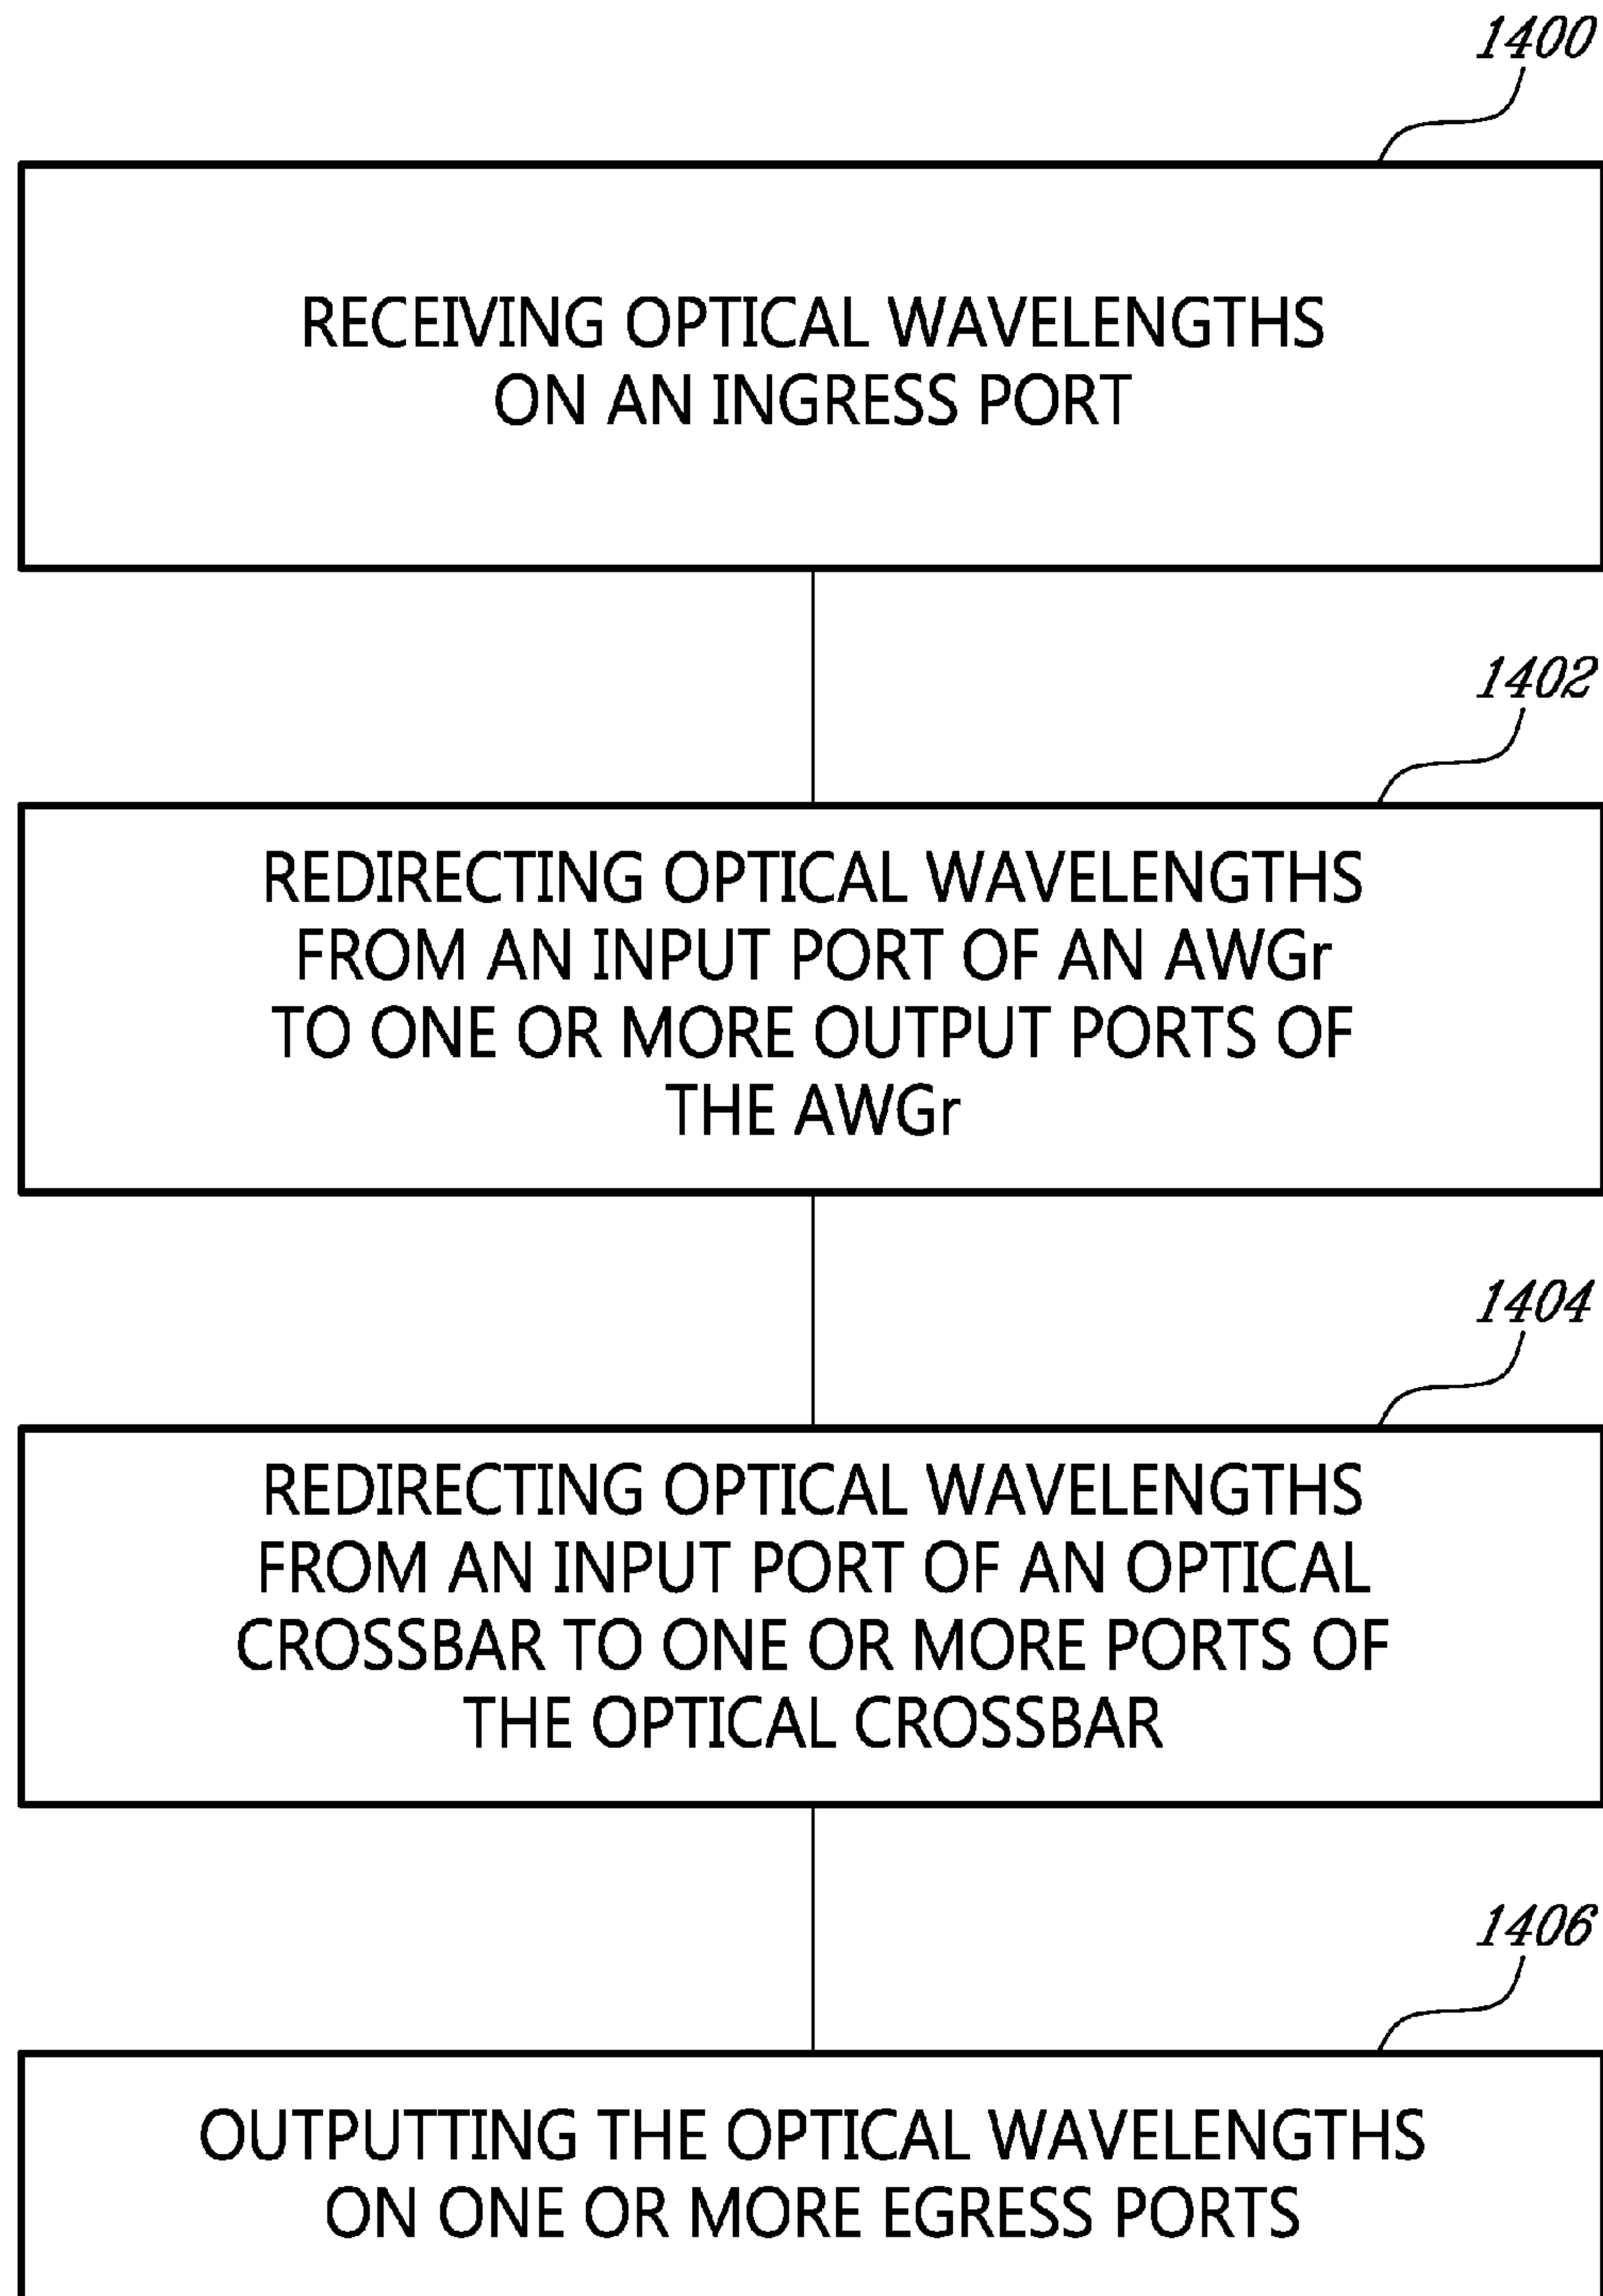 1400
RECEIVING OPTICAL WAVELENGTHS
ON AN INGRESS PORT
1402
REDIRECTING OPTICAL WAVELENGTHS
FROM AN INPUT PORT OF AN AWGr
TO ONE OR MORE OUTPUT PORTS OF
THE AWGr
1404
REDIRECTING OPTICAL WAVELENGTHS
FROM AN INPUT PORT OF AN OPTICAL
CROSSBAR TO ONE OR MORE PORTS OF
THE OPTICAL CROSSBAR
1406
OUTPUTTING THE OPTICAL WAVELENGTHS
ON ONE OR MORE EGRESS PORTS